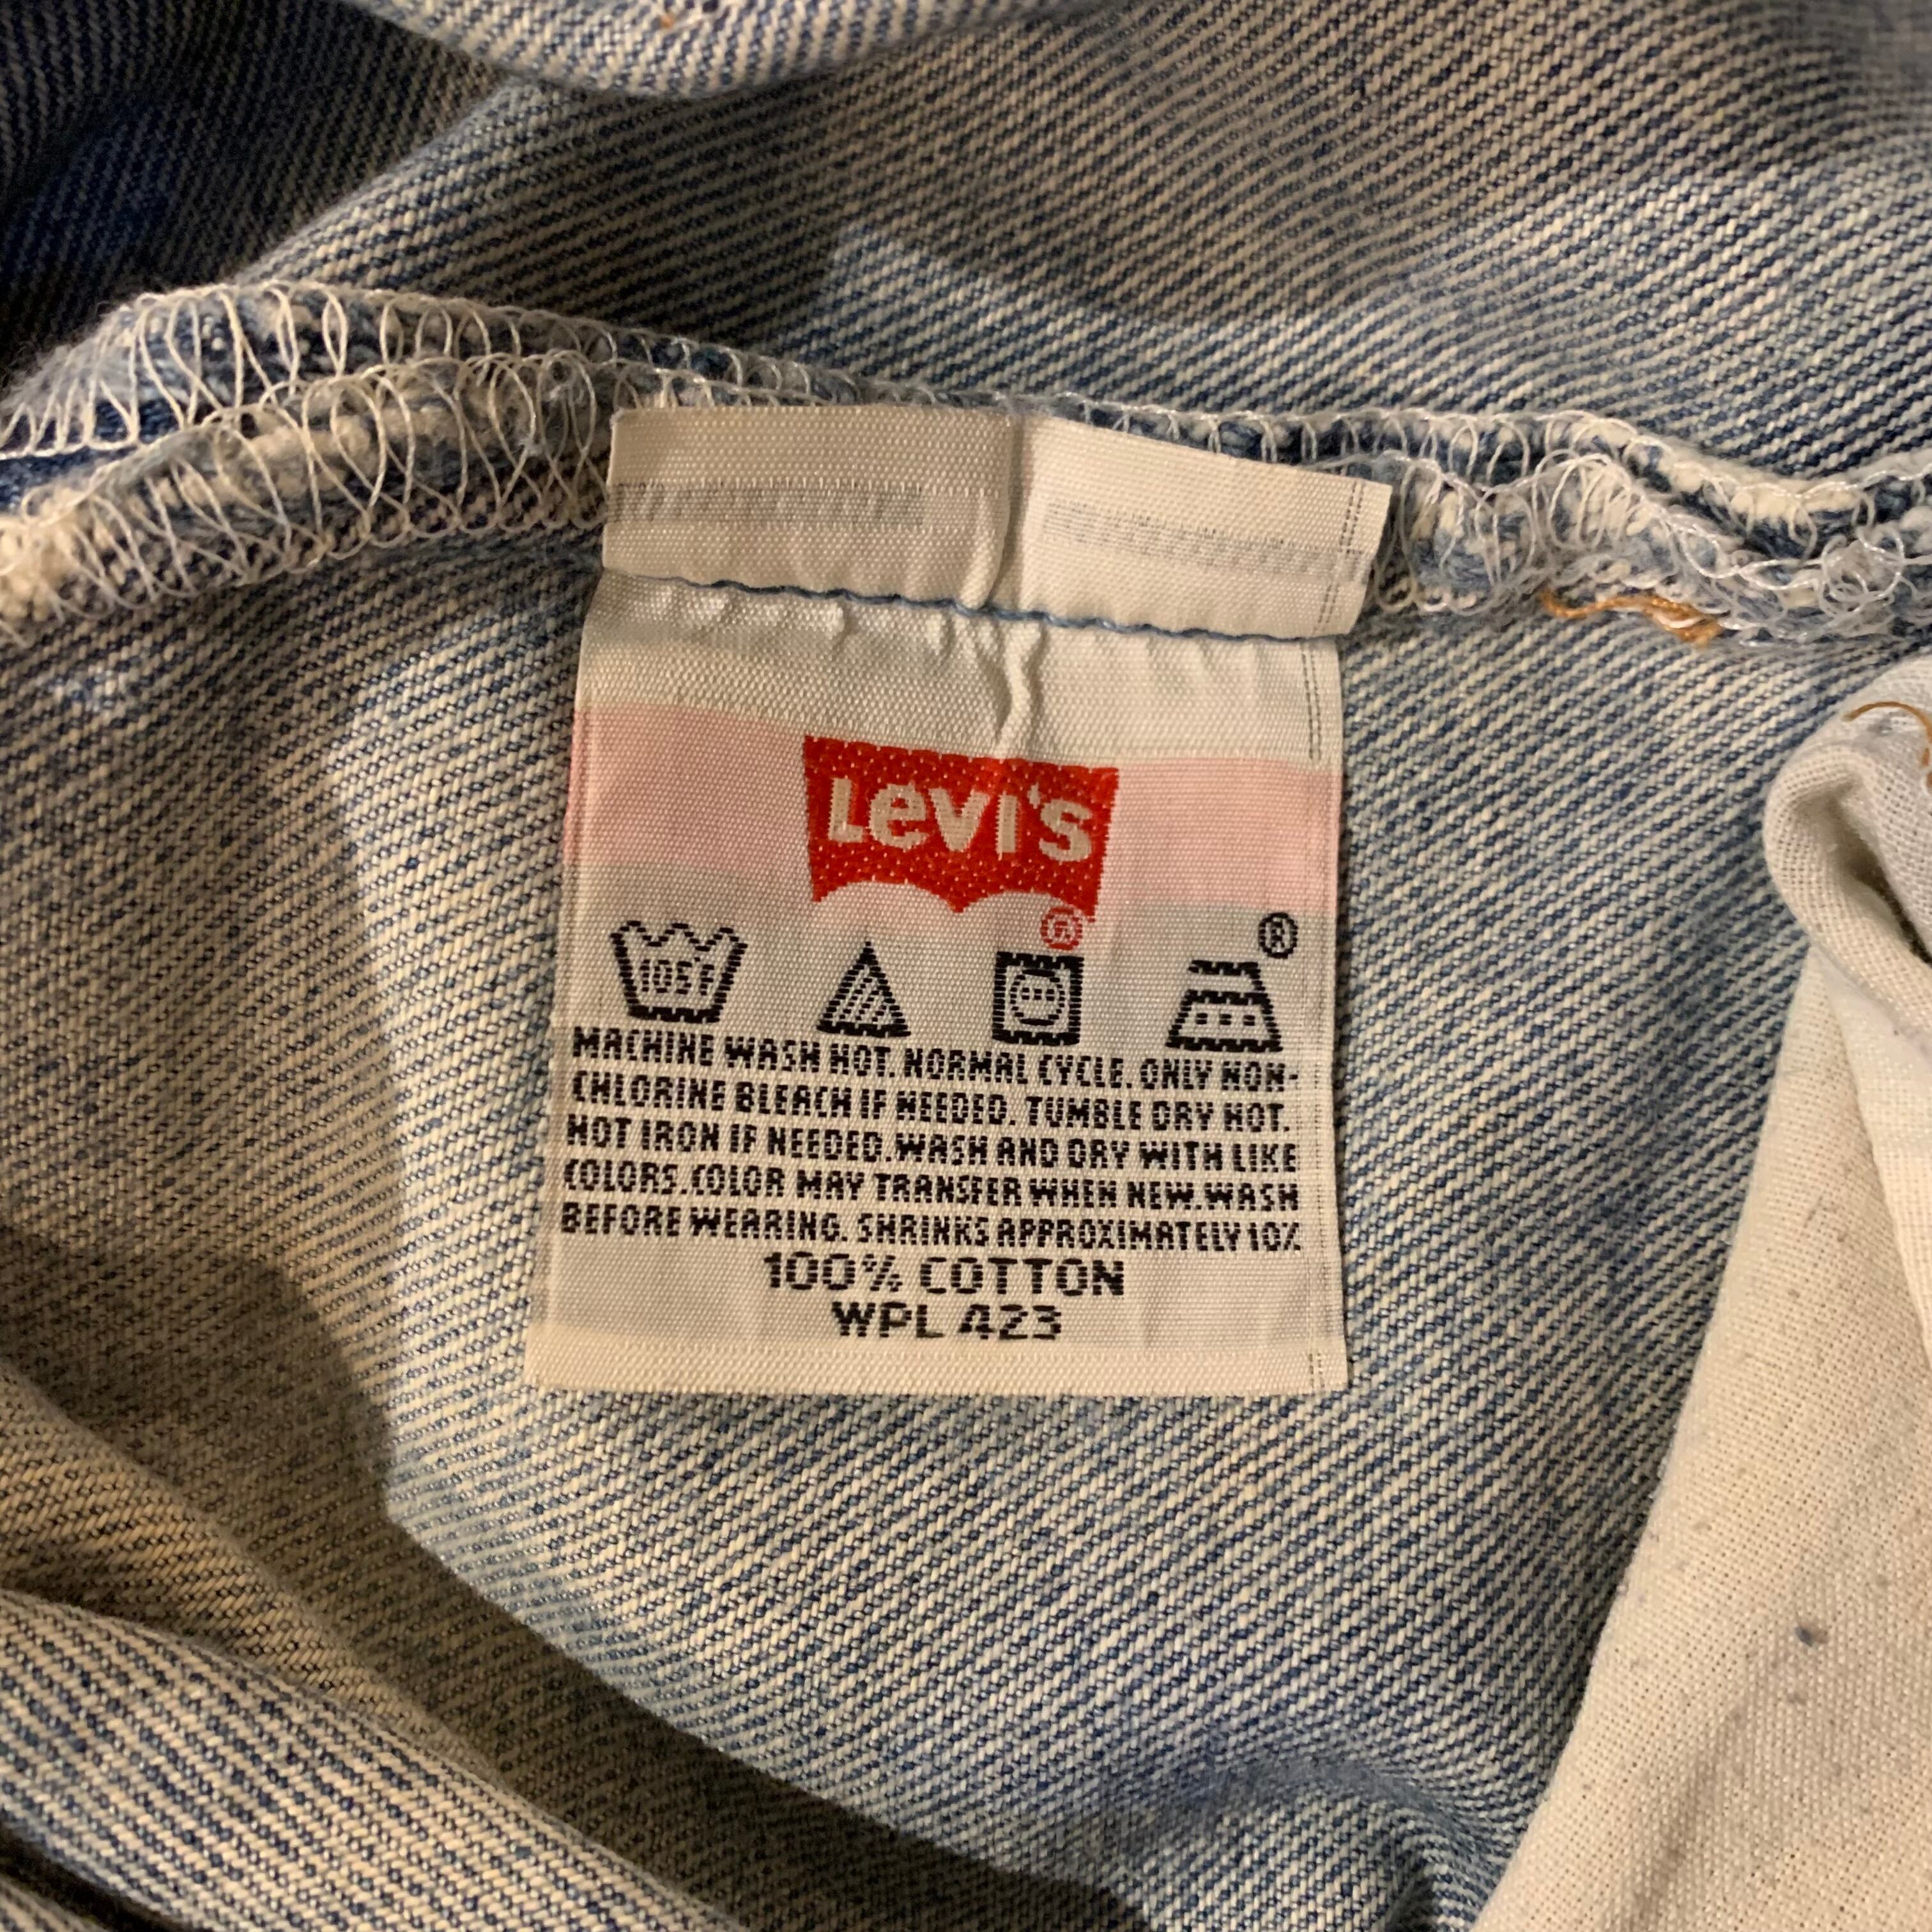 LEVI'S
®
®
105°F
MACHINE WASH HOT. NORMAL CYCLE. ONLY NON-
CHLORINE BLEACH IF NEEDED. TUMBLE DRY HOT.
HOT IRON IF NEEDED. WASH AND DRY WITH LIKE
COLORS. COLOR MAY TRANSFER WHEN NEW. WASH
BEFORE WEARING. SHRINKS APPROXIMATELY 10%
100% COTTON
WPL 423